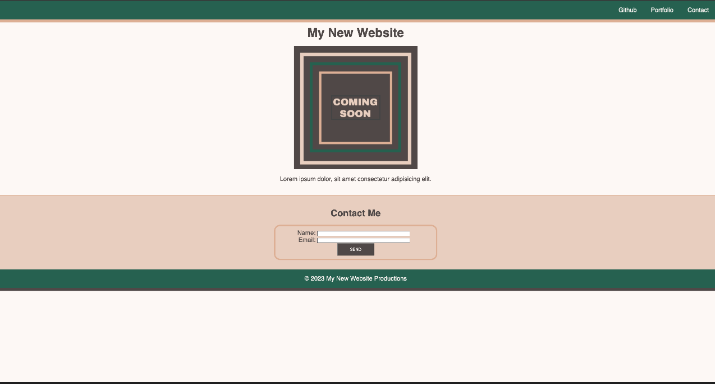 Github Portfolio Contact
My New Website
COMING
SOON
Lorem ipsum dolor, sit amet consectetur adipisicing elit.
Contact Me
Name:
Email:
SEND
© 2023 My New Website Productions